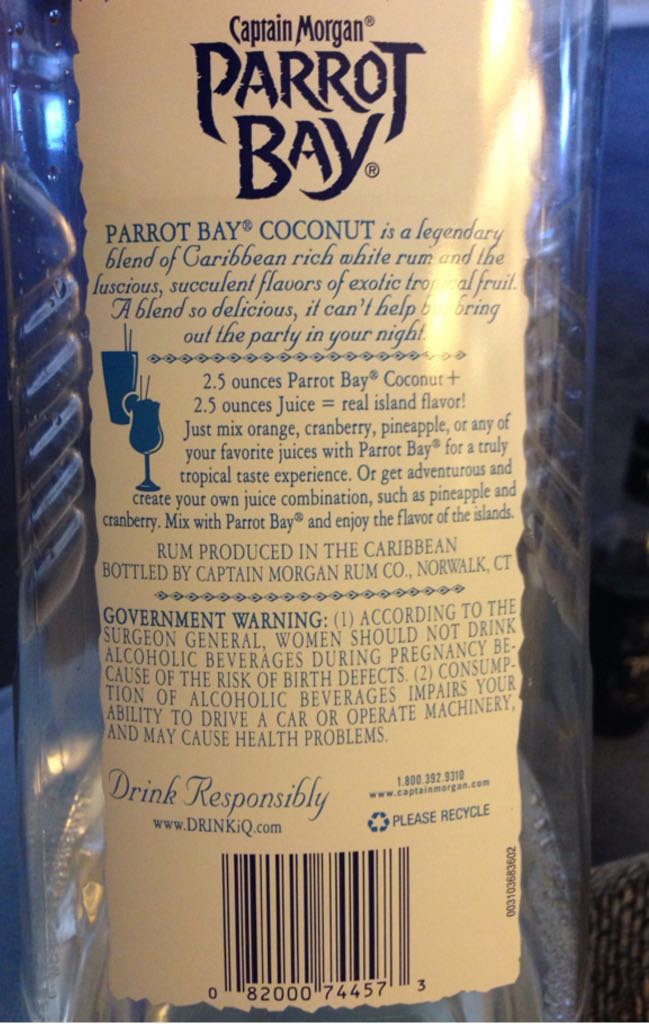 Captain Morgan®
PARROT
BAY®
PARROT BAY® COCONUT is a legendary
blend of Caribbean rich white rum and the
luscious, succulent flavors of exotic tropical fruit.
A blend so delicious, it can't help but bring
out the party in your night.
2.5 ounces Parrot Bay® Coconut +
2.5 ounces Juice = real island flavor!
Just mix orange, cranberry, pineapple, or any of
your favorite juices with Parrot Bay® for a truly
tropical taste experience. Or get adventurous and
create your own juice combination, such as pineapple and
cranberry. Mix with Parrot Bay® and enjoy the flavor of the islands.
RUM PRODUCED IN THE CARIBBEAN
BOTTLED BY CAPTAIN MORGAN RUM CO., NORWALK, CT
GOVERNMENT WARNING: (1) ACCORDING TO THE
SURGEON GENERAL, WOMEN SHOULD NOT DRINK
ALCOHOLIC BEVERAGES DURING PREGNANCY BE-
CAUSE OF THE RISK OF BIRTH DEFECTS. (2) CONSUMP-
TION OF ALCOHOLIC BEVERAGES IMPAIRS YOUR
ABILITY TO DRIVE A CAR OR OPERATE MACHINERY,
AND MAY CAUSE HEALTH PROBLEMS.
Drink Responsibly
www.DRINKiQ.com
1.800.392.9310
www.captainmorgan.com
PLEASE RECYCLE
003103683602
0 82000 74457 3